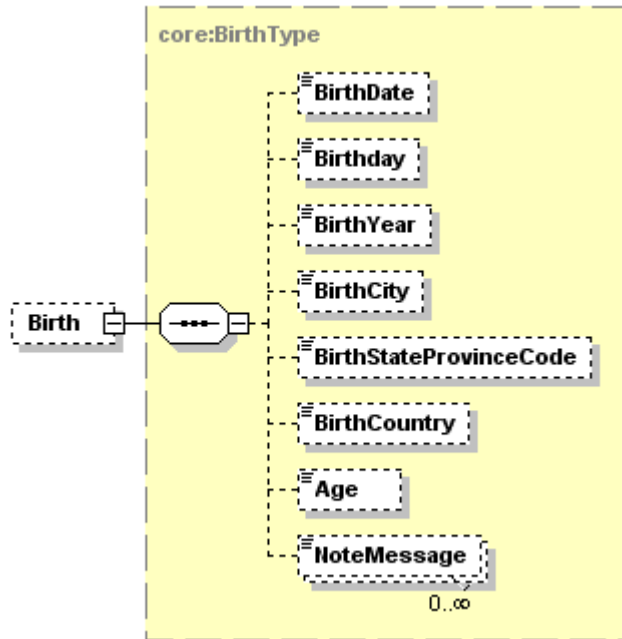 core:BirthType
BirthDate
Birthday
BirthYear
BirthCity
Birth
BirthStateProvinceCode
BirthCountry
Age
NoteMessage
0..∞